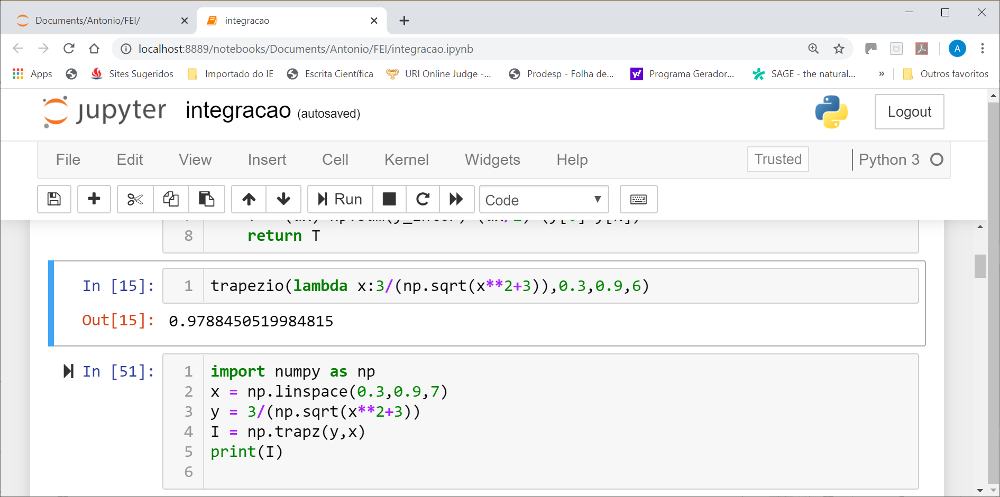 Documents/Antonio/FEI/
integracao
localhost:8889/notebooks/Documents/Antonio/FEI/integracao.ipynb
A
Apps Sites Sugeridos Importado do IE Escrita Científica URI Online Judge -... Prodesp - Folha de... y! Programa Gerador... SAGE - the natural... » Outros favoritos
jupyter integracao (autosaved)
Logout
File Edit View Insert Cell Kernel Widgets Help Trusted Python 3
Run Code
8 return T
In [15]: 1 trapezio(lambda x:3/(np.sqrt(x**2+3)),0.3,0.9,6)
Out[15]: 0.9788450519984815
In [51]: 1 import numpy as np
2 x = np.linspace(0.3,0.9,7)
3 y = 3/(np.sqrt(x**2+3))
4 I = np.trapz(y,x)
5 print(I)
6